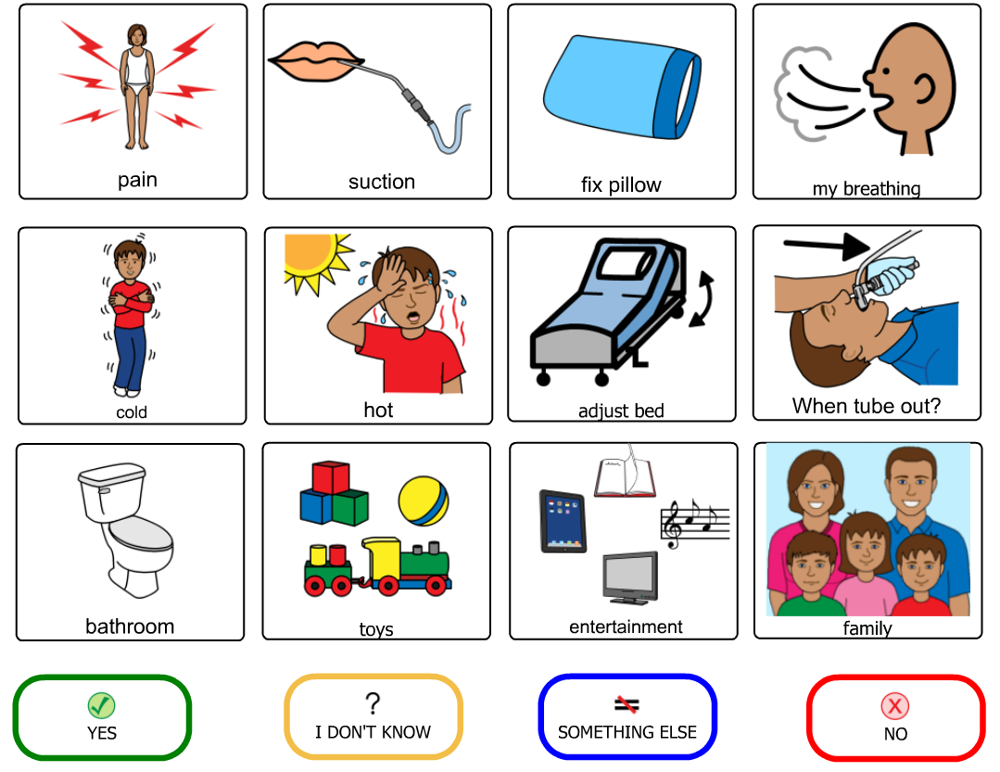 pain
suction
fix pillow
my breathing
cold
hot
adjust bed
When tube out?
bathroom
toys
entertainment
family
?
YES
I DON'T KNOW
SOMETHING ELSE
X
NO